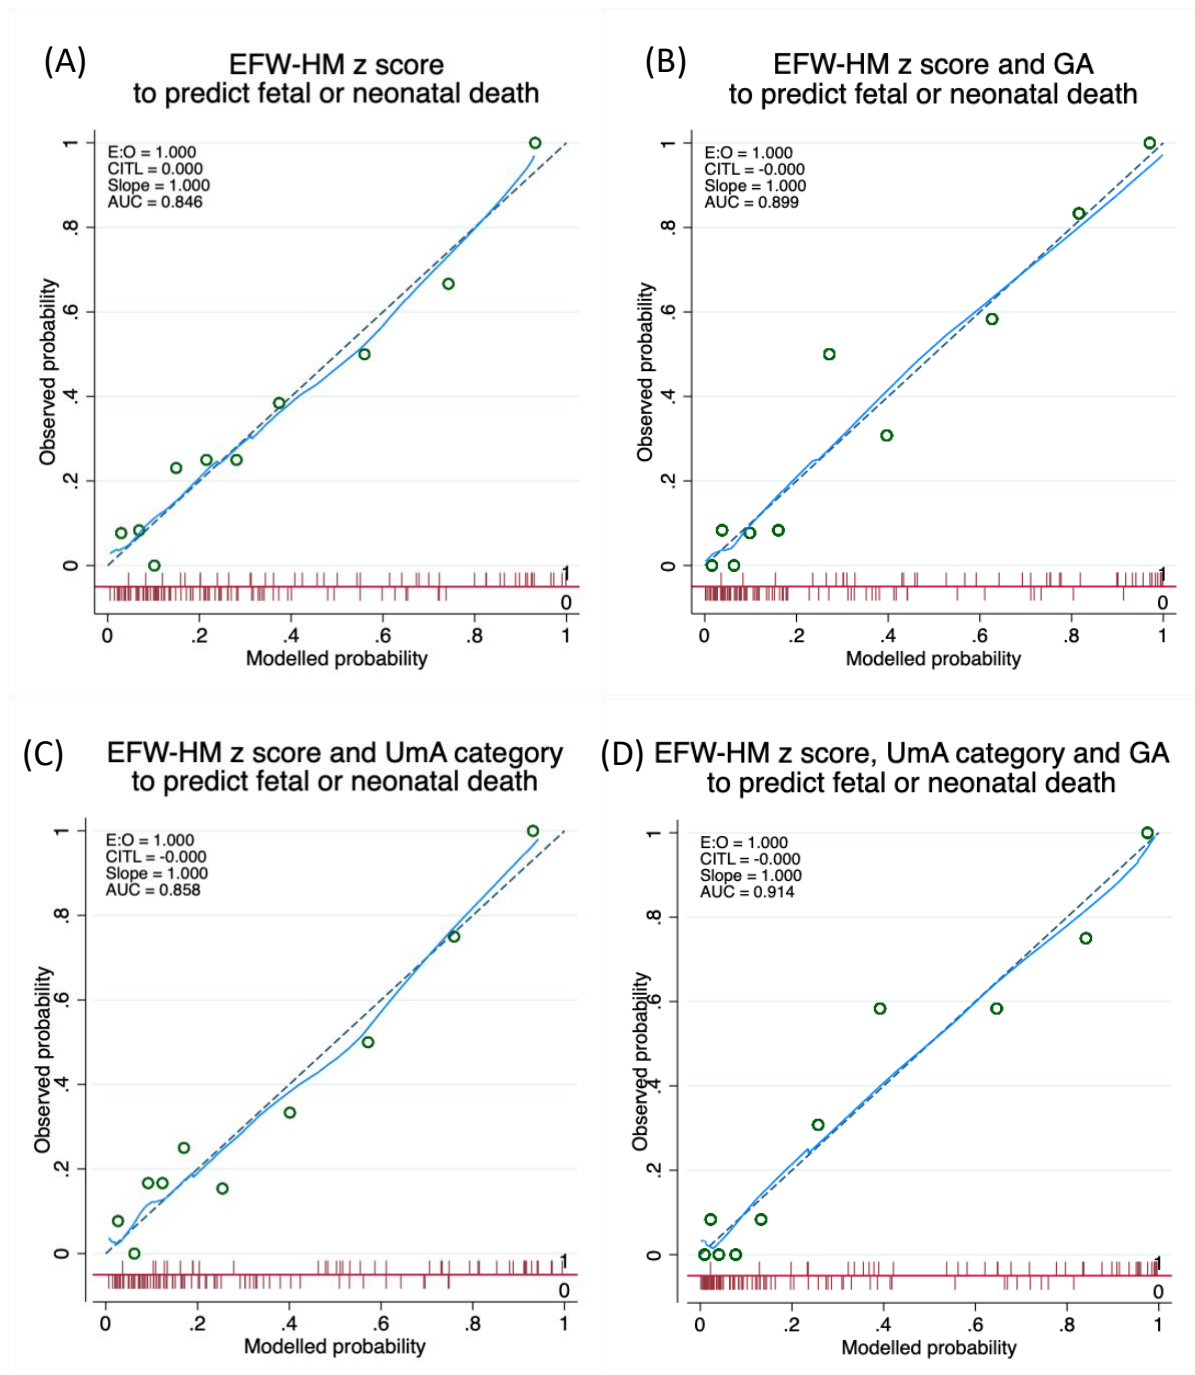 (A)
EFW-HM z score
to predict fetal or neonatal death
E:O = 1.000
CITL = 0.000
Slope = 1.000
AUC = 0.846
Observed probability
1
.8
.6
.4
.2
0
1
0
0 .2 .4 .6 .8 1
Modelled probability
(B)
EFW-HM z score and GA
to predict fetal or neonatal death
E:O = 1.000
CITL = -0.000
Slope = 1.000
AUC = 0.899
Observed probability
1
.8
.6
.4
.2
0
1
0
0 .2 .4 .6 .8 1
Modelled probability
(C)
EFW-HM z score and UmA category
to predict fetal or neonatal death
E:O = 1.000
CITL = -0.000
Slope = 1.000
AUC = 0.858
Observed probability
1
.8
.6
.4
.2
0
1
0
0 .2 .4 .6 .8 1
Modelled probability
(D)
EFW-HM z score, UmA category and GA
to predict fetal or neonatal death
E:O = 1.000
CITL = -0.000
Slope = 1.000
AUC = 0.914
Observed probability
1
.8
.6
.4
.2
0
1
0
0 .2 .4 .6 .8 1
Modelled probability